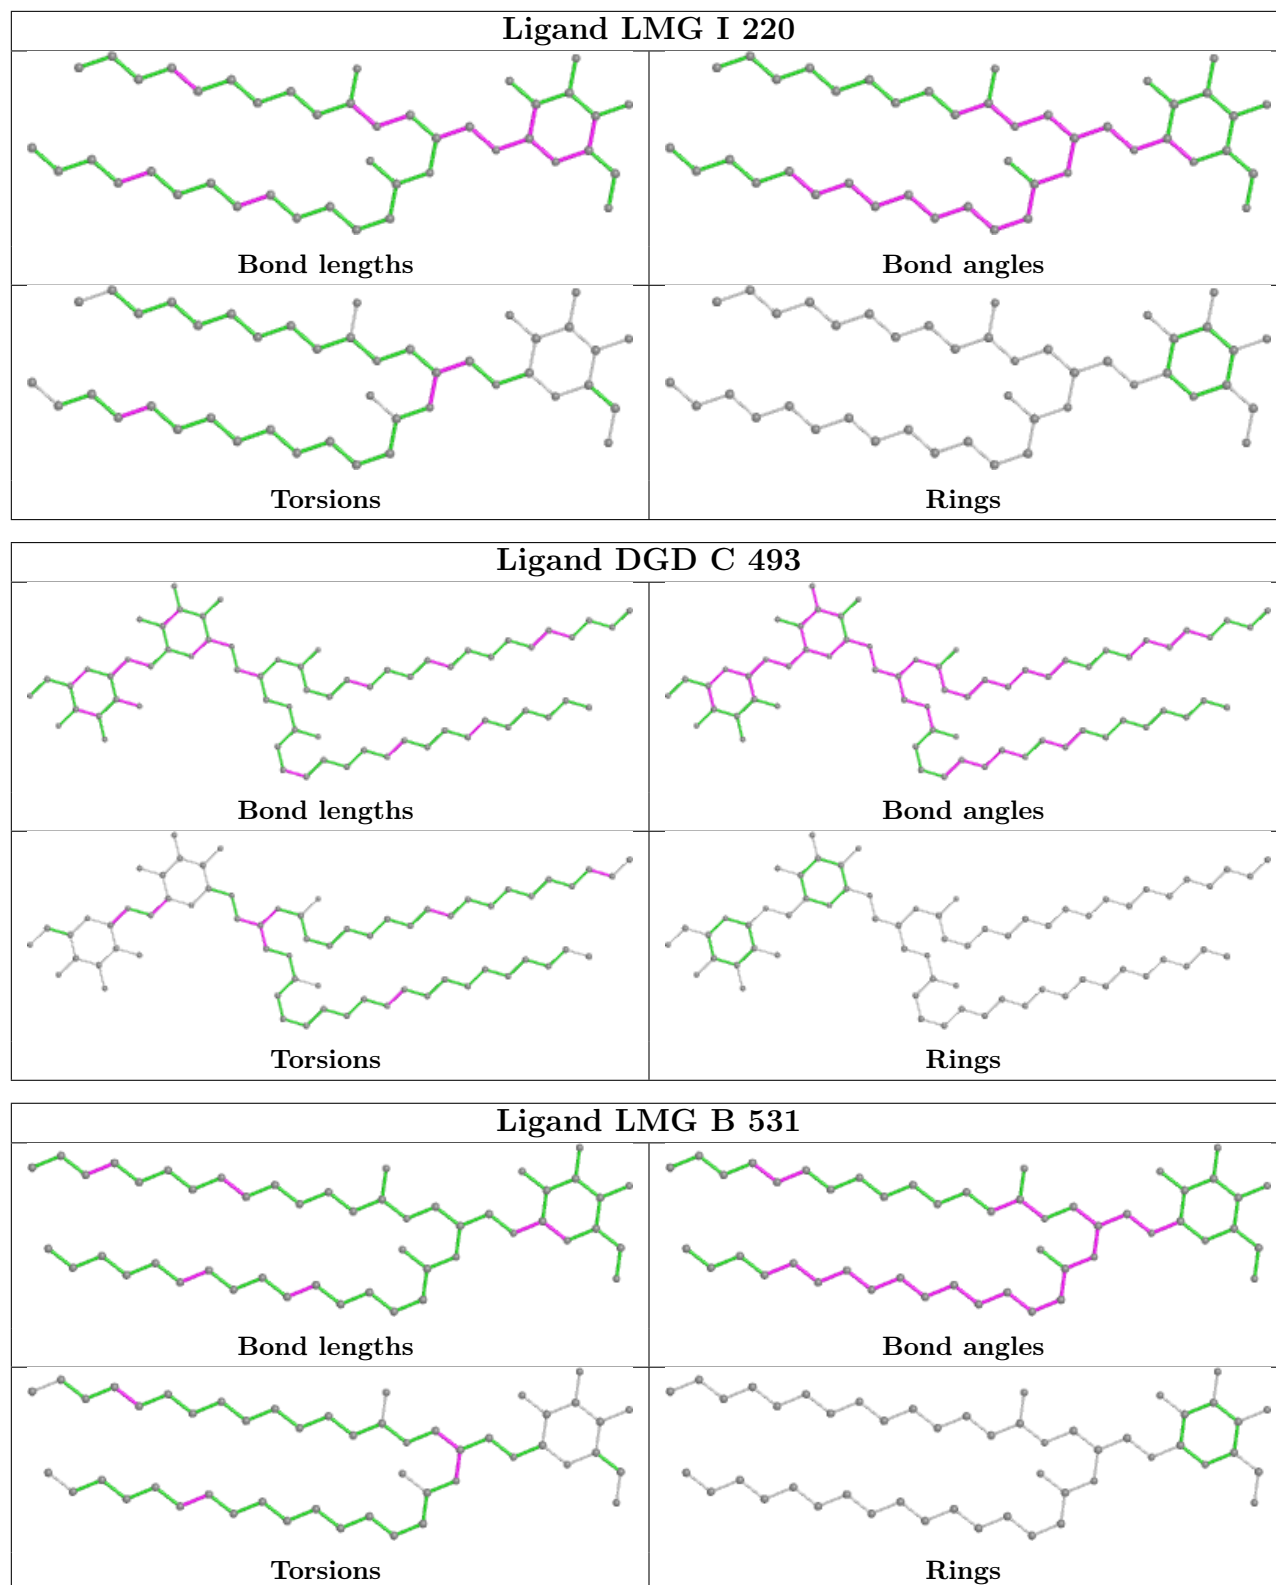 Ligand LMG I 220
Bond lengths
Bond angles
Torsions
Rings
Ligand DGD C 493
Bond lengths
Bond angles
Torsions
Rings
Ligand LMG B 531
Bond lengths
Bond angles
Torsions
Rings